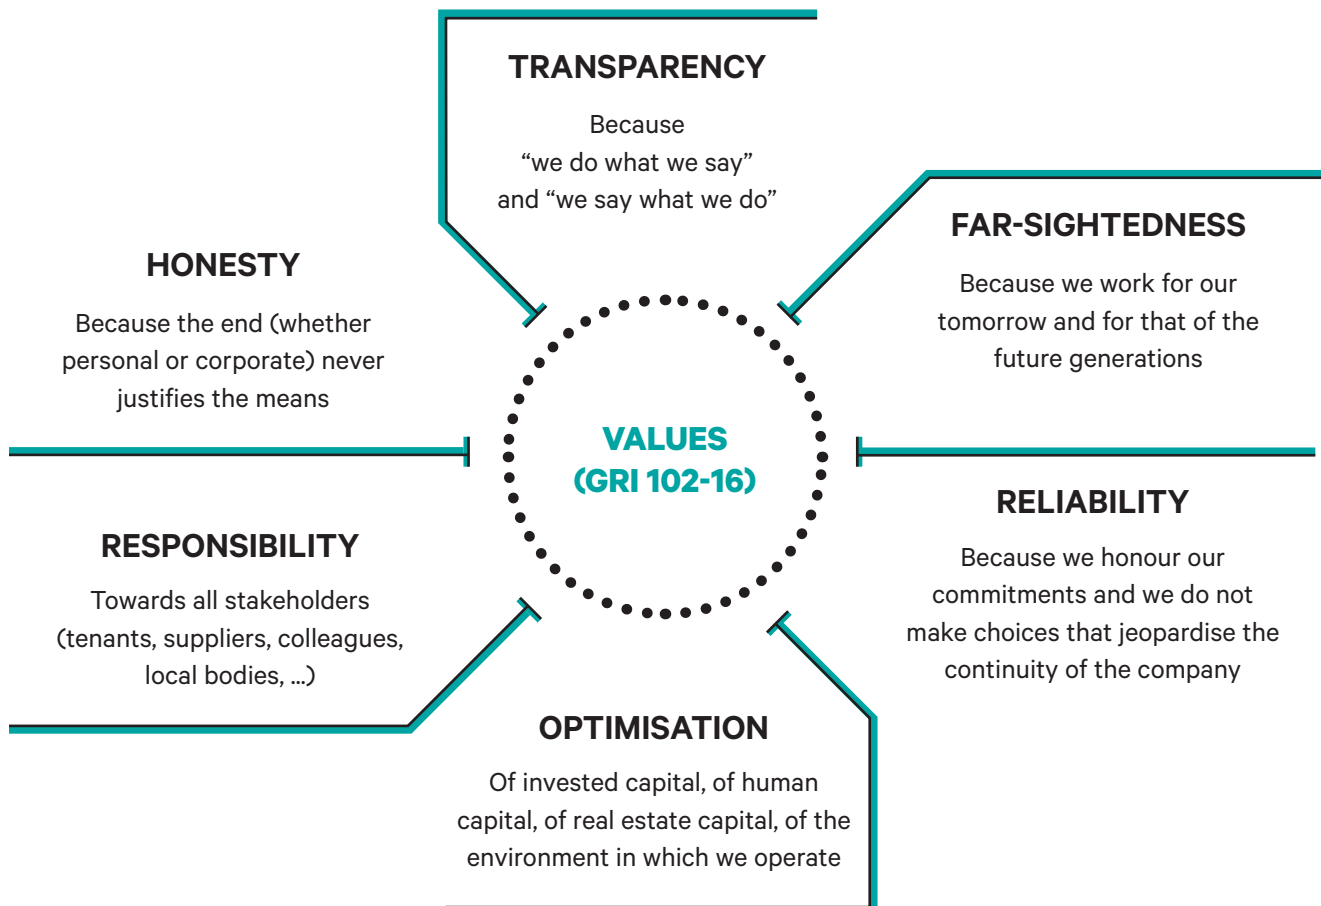 TRANSPARENCY
Because
“we do what we say”
and “we say what we do”
FAR-SIGHTEDNESS
Because we work for our
tomorrow and for that of the
future generations
HONESTY
Because the end (whether
personal or corporate) never
justifies the means
VALUES
(GRI 102-16)
RELIABILITY
Because we honour our
commitments and we do not
make choices that jeopardise the
continuity of the company
RESPONSIBILITY
Towards all stakeholders
(tenants, suppliers, colleagues,
local bodies, ...)
OPTIMISATION
Of invested capital, of human
capital, of real estate capital, of the
environment in which we operate